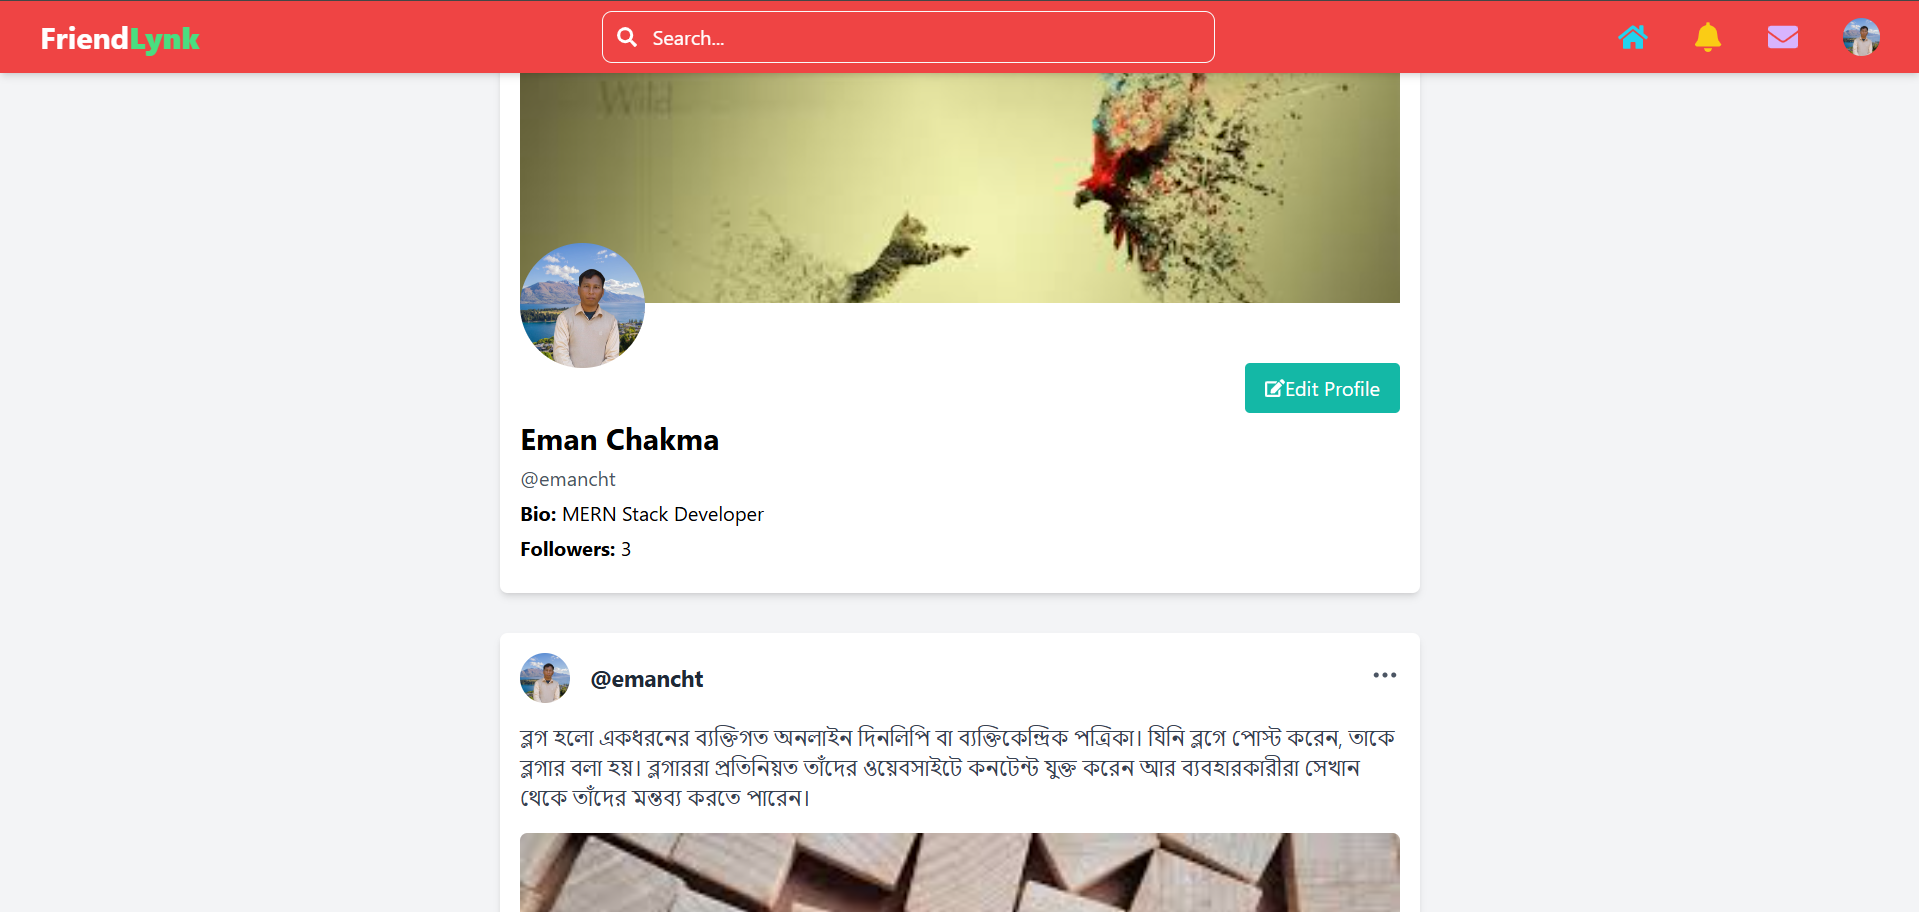 FriendLynk
Search...
Wild
Edit Profile
Eman Chakma
@emancht
Bio: MERN Stack Developer
Followers: 3
@emancht
ব্লগ হলো একধরনের ব্যক্তিগত অনলাইন দিনলিপি বা ব্যক্তিকেন্দ্রিক পত্রিকা। যিনি ব্লগে পোস্ট করেন, তাকে
ব্লগার বলা হয়। ব্লগাররা প্রতিনিয়ত তাঁদের ওয়েবসাইটে কনটেন্ট যুক্ত করেন আর ব্যবহারকারীরা সেখান
থেকে তাঁদের মন্তব্য করতে পারেন।